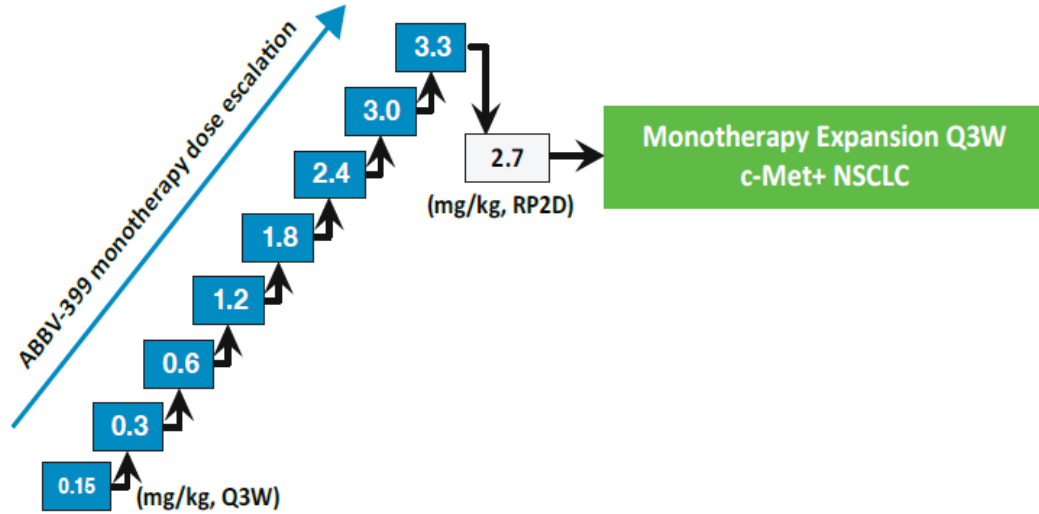 ABBV-399 monotherapy dose escalation
3.3
3.0
2.7
2.4
(mg/kg, RP2D)
Monotherapy Expansion Q3W
c-Met+ NSCLC
1.8
1.2
0.6
0.3
0.15
(mg/kg, Q3W)